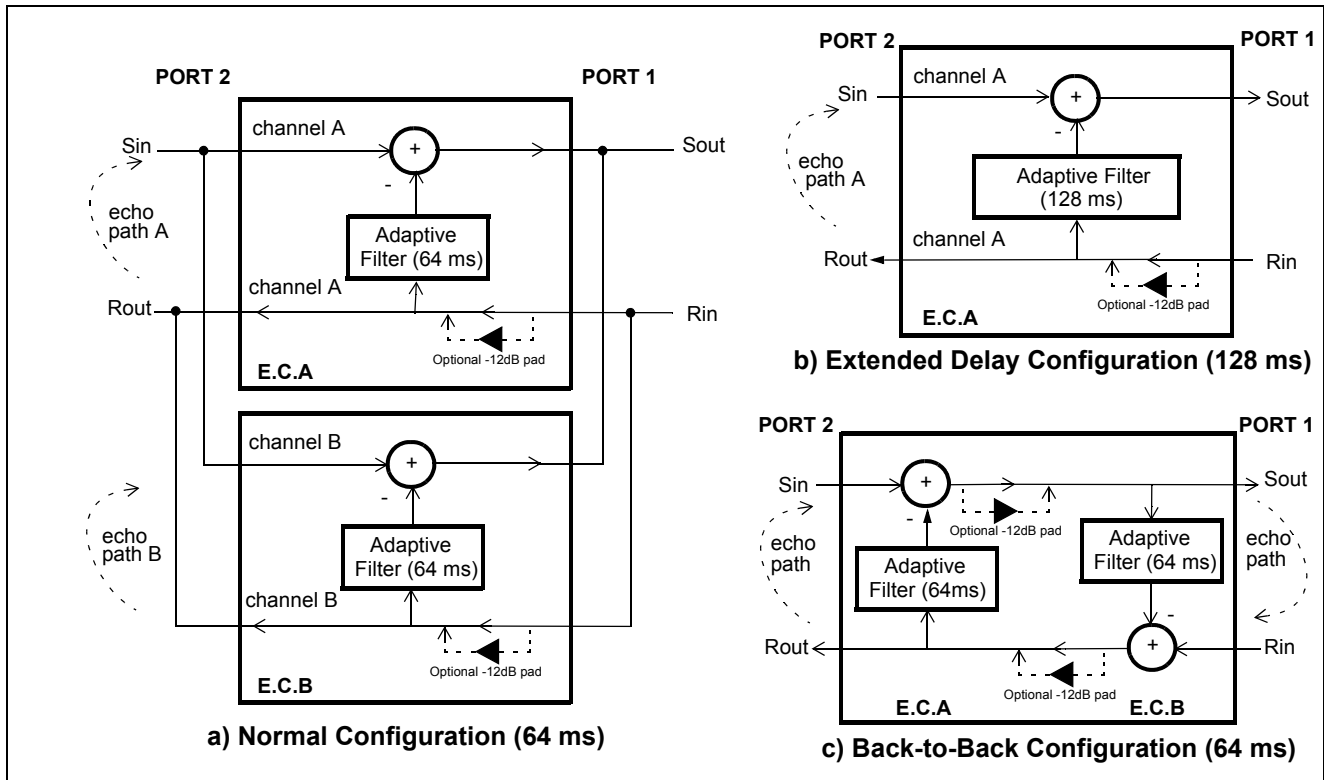 PORT 2
PORT 1
Sin
channel A
+
Sout
-
echo
path A
Adaptive
Filter (64 ms)
channel A
Rout
Rin
Optional -12dB pad
E.C.A
channel B
+
-
echo
path B
Adaptive
Filter (64 ms)
channel B
Optional -12dB pad
E.C.B
a) Normal Configuration (64 ms)
PORT 2
PORT 1
channel A
Sin
+
Sout
-
echo
path A
Adaptive Filter
(128 ms)
channel A
Rout
Rin
Optional -12dB pad
E.C.A
b) Extended Delay Configuration (128 ms)
PORT 2
PORT 1
Sin
+
Sout
-
Optional -12dB pad
echo
path
Adaptive
Filter (64ms)
Adaptive
Filter (64 ms)
echo
path
-
Rout
+
Rin
Optional -12dB pad
E.C.A
E.C.B
c) Back-to-Back Configuration (64 ms)